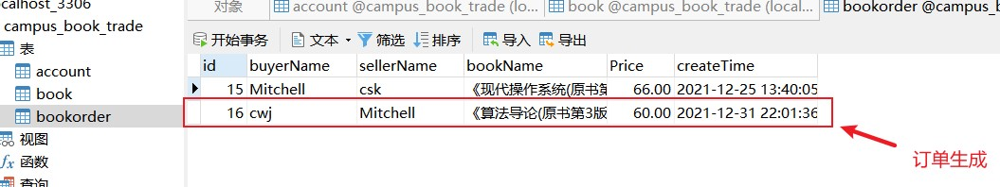 ocalhost_3306
campus_book_trade
表
account
book
bookorder
视图
函数
查询
对象
account @campus_book_trade (lo...
book @campus_book_trade (local...
bookorder @campus_b
开始事务
文本
筛选
排序
导入
导出
id buyerName sellerName bookName Price createTime
15 Mitchell csk 《现代操作系统(原书第 66.00 2021-12-25 13:40:05
16 cwj Mitchell 《算法导论(原书第3版 60.00 2021-12-31 22:01:36
订单生成